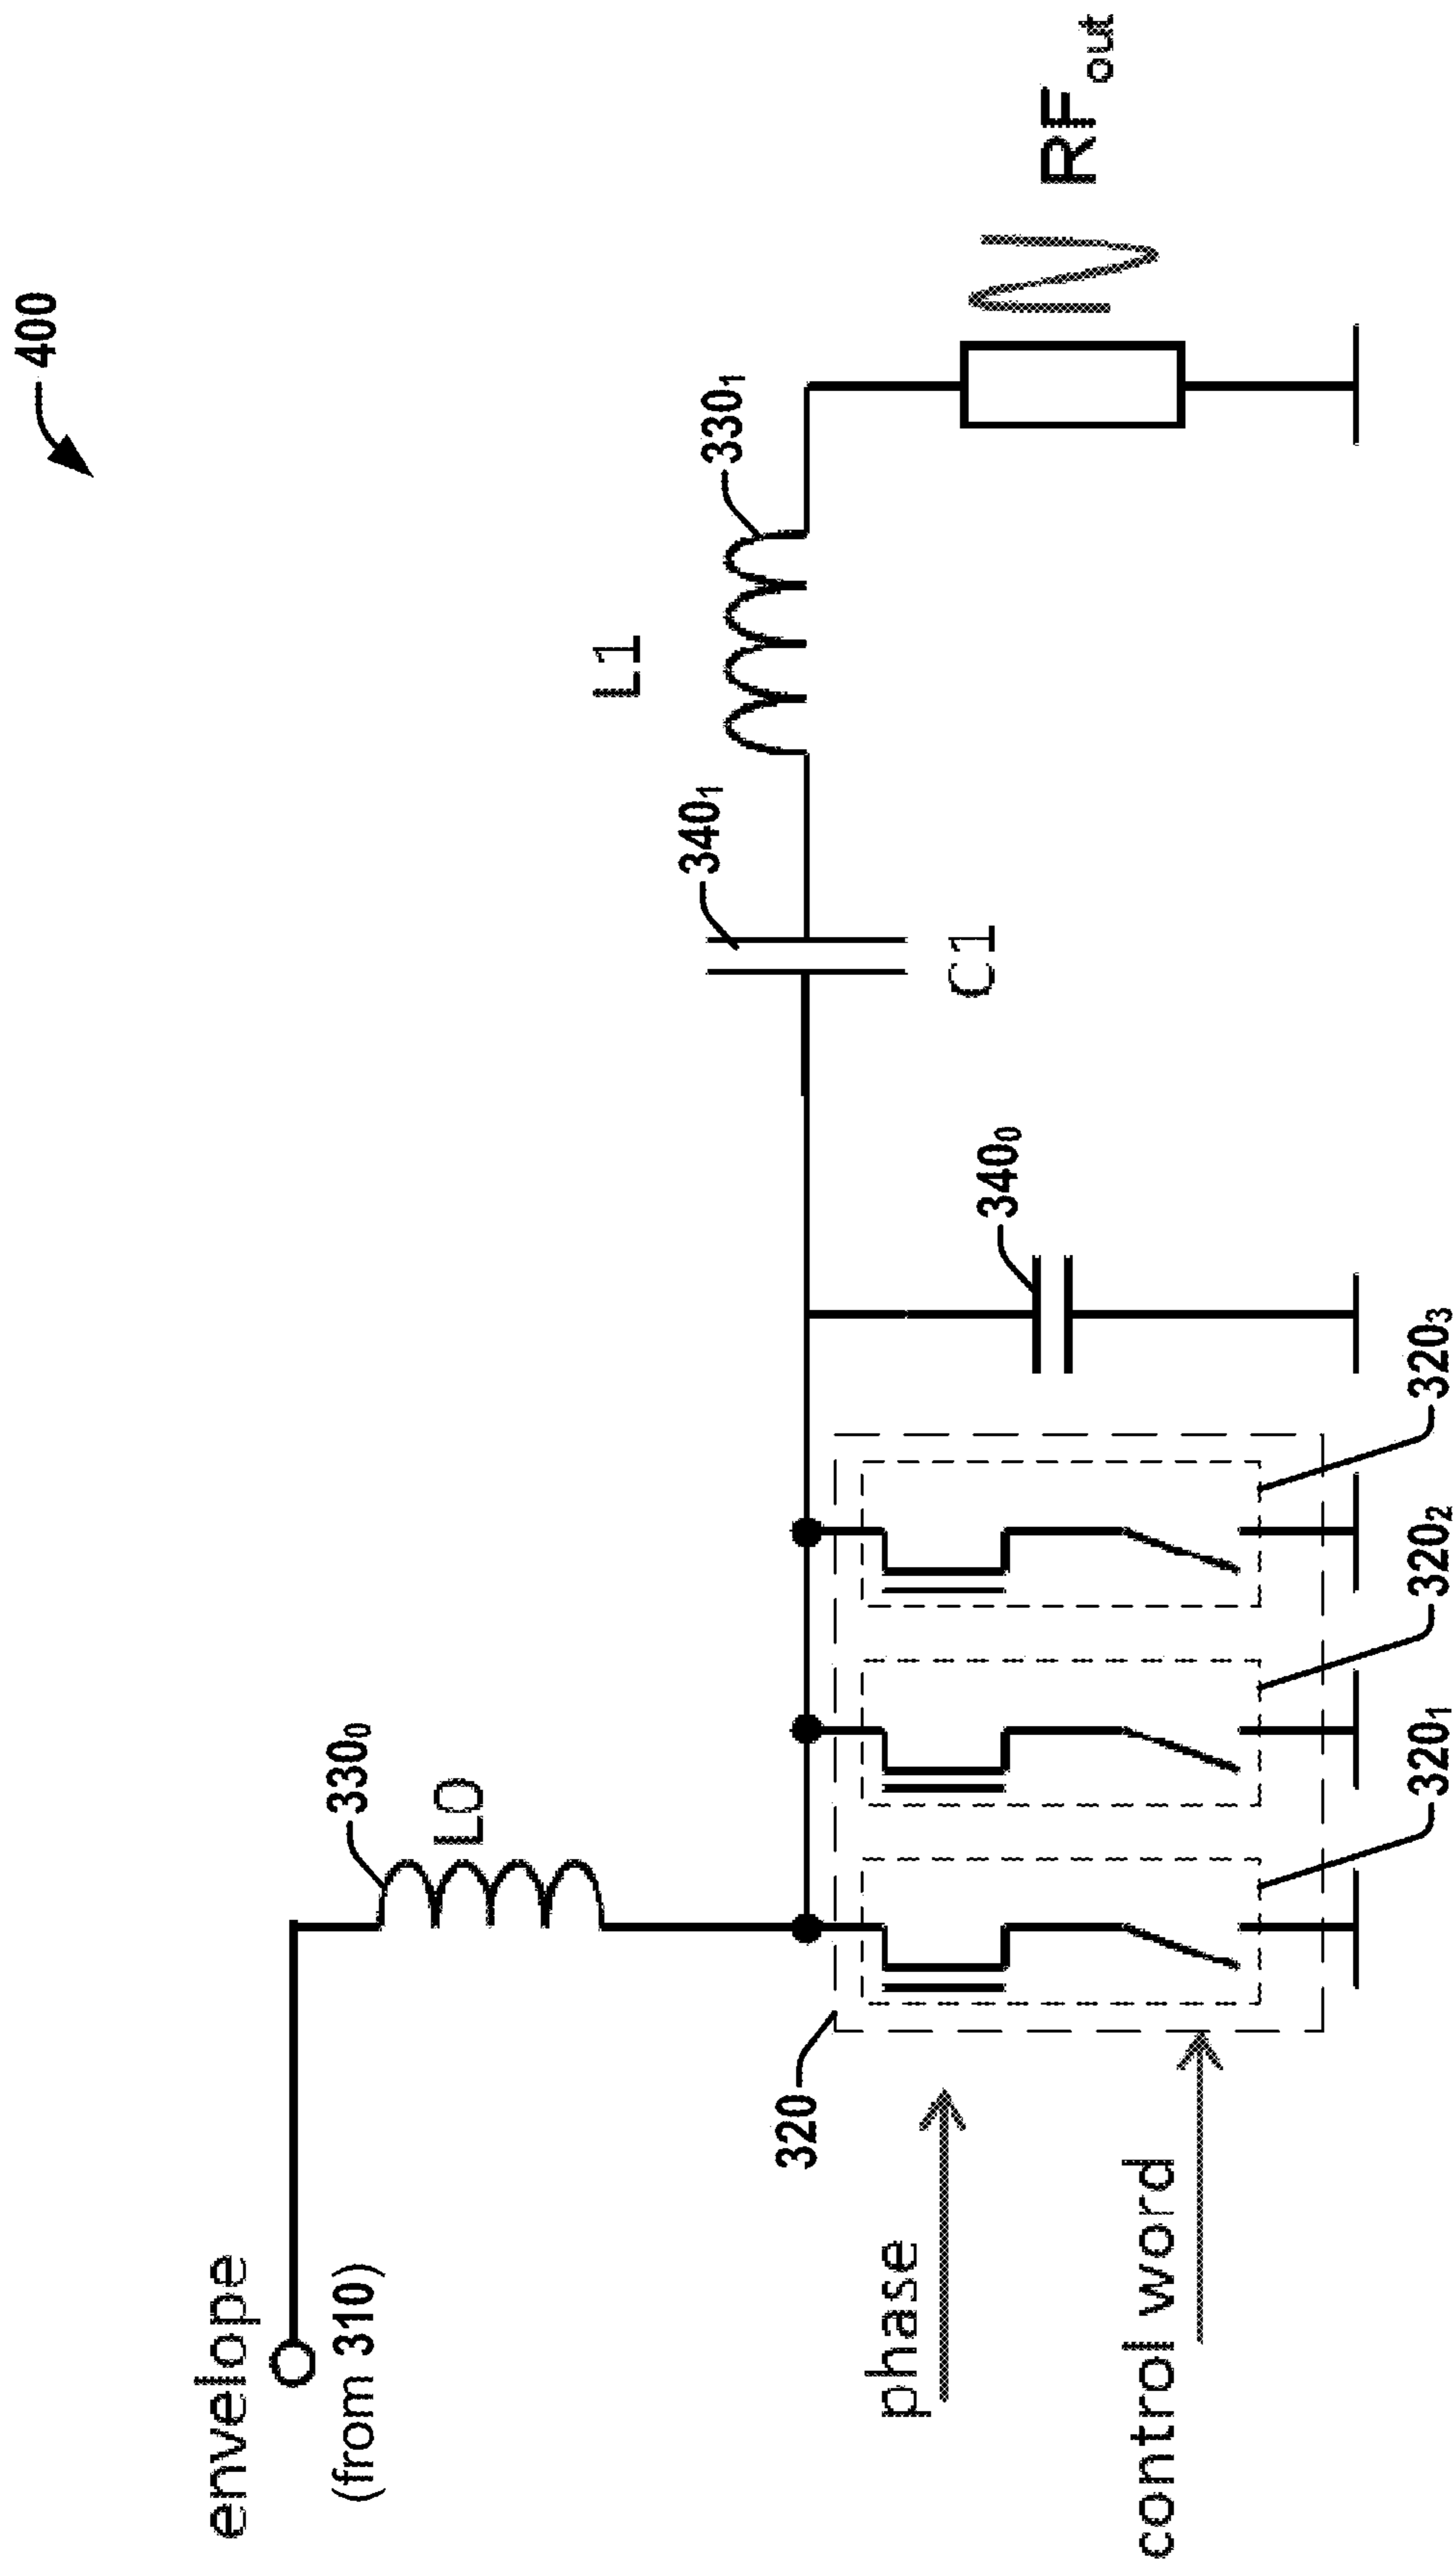 400
envelope
(from 310)
330₀
L0
L1
330₁
340₁
C1
RFout
340₀
320
phase
control word
320₁
320₂
320₃